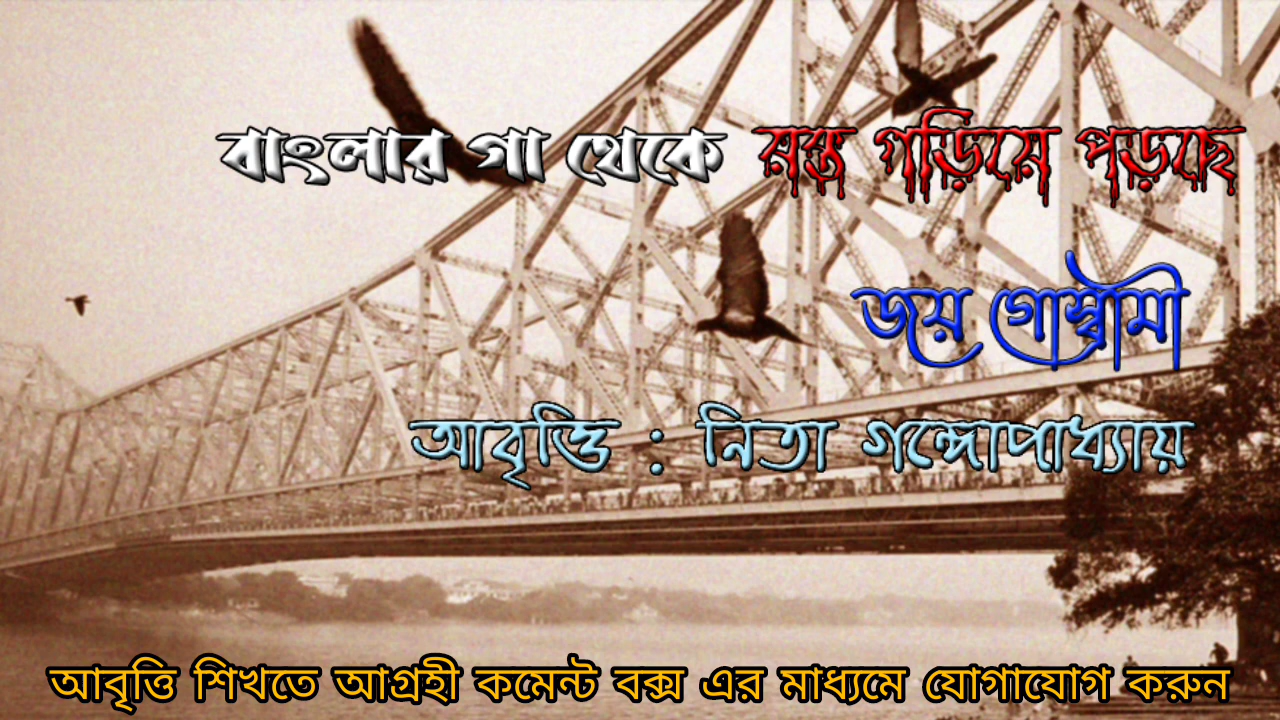 বাংলার গা থেকে রক্ত গড়িয়ে পড়ছে
জয় গোস্বামী
আবৃত্তি : নিতা গঙ্গোপাধ্যায়
আবৃত্তি শিখতে আগ্রহী কমেন্ট বক্স এর মাধ্যমে যোগাযোগ করুন